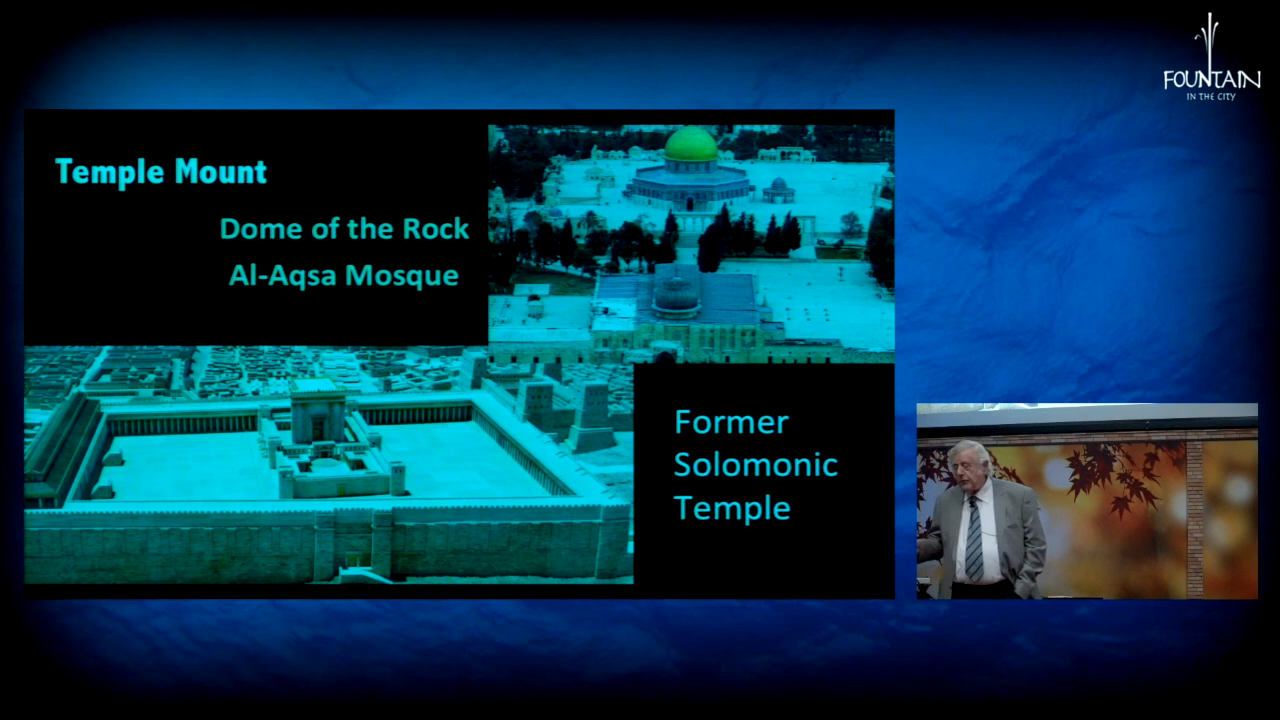 FOUNTAIN
IN THE CITY
Temple Mount
Dome of the Rock
Al-Aqsa Mosque
Former
Solomonic
Temple